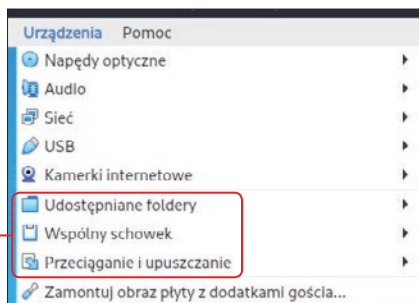 Urządzenia Pomoc
Napędy optyczne
Audio
Sieć
USB
Kamerki internetowe
Udostępniane foldery
Wspólny schowek
Przeciąganie i upuszczanie
Zamontuj obraz płyty z dodatkami gościa...